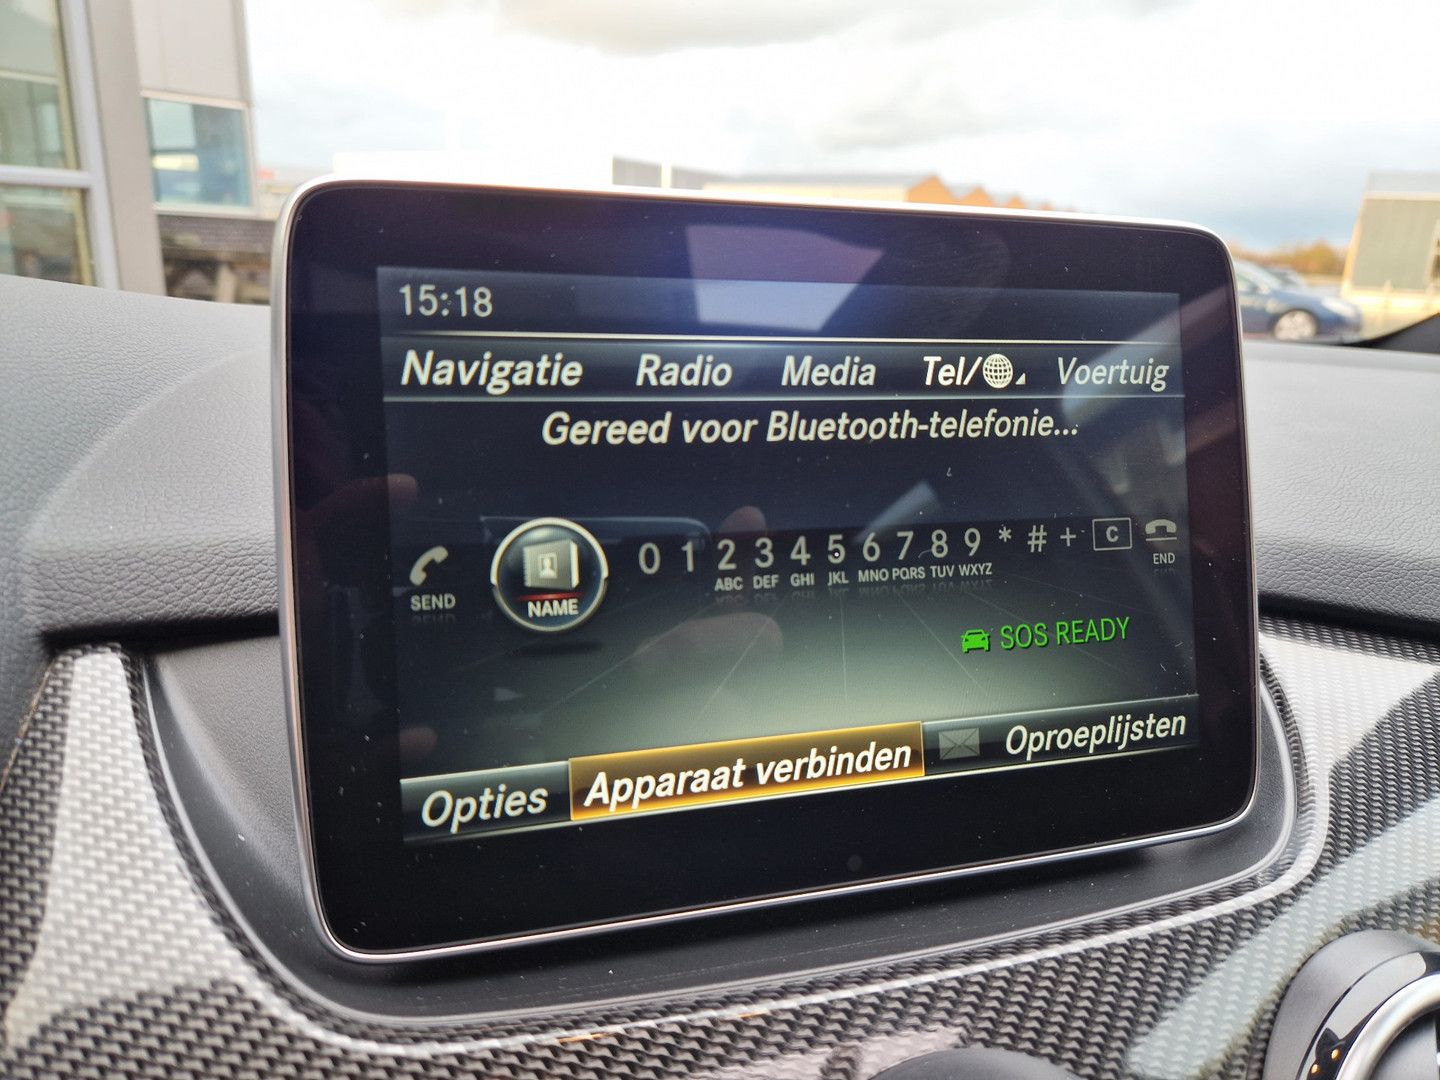 15:18
Navigatie Radio Media Tel/ Voertuig
Gereed voor Bluetooth-telefonie...
SEND NAME 0 1 2 3 4 5 6 7 8 9 * # + C END
ABC DEF GHI JKL MNO PQRS TUV WXYZ
SOS READY
Opties Apparaat verbinden Oproeplijsten